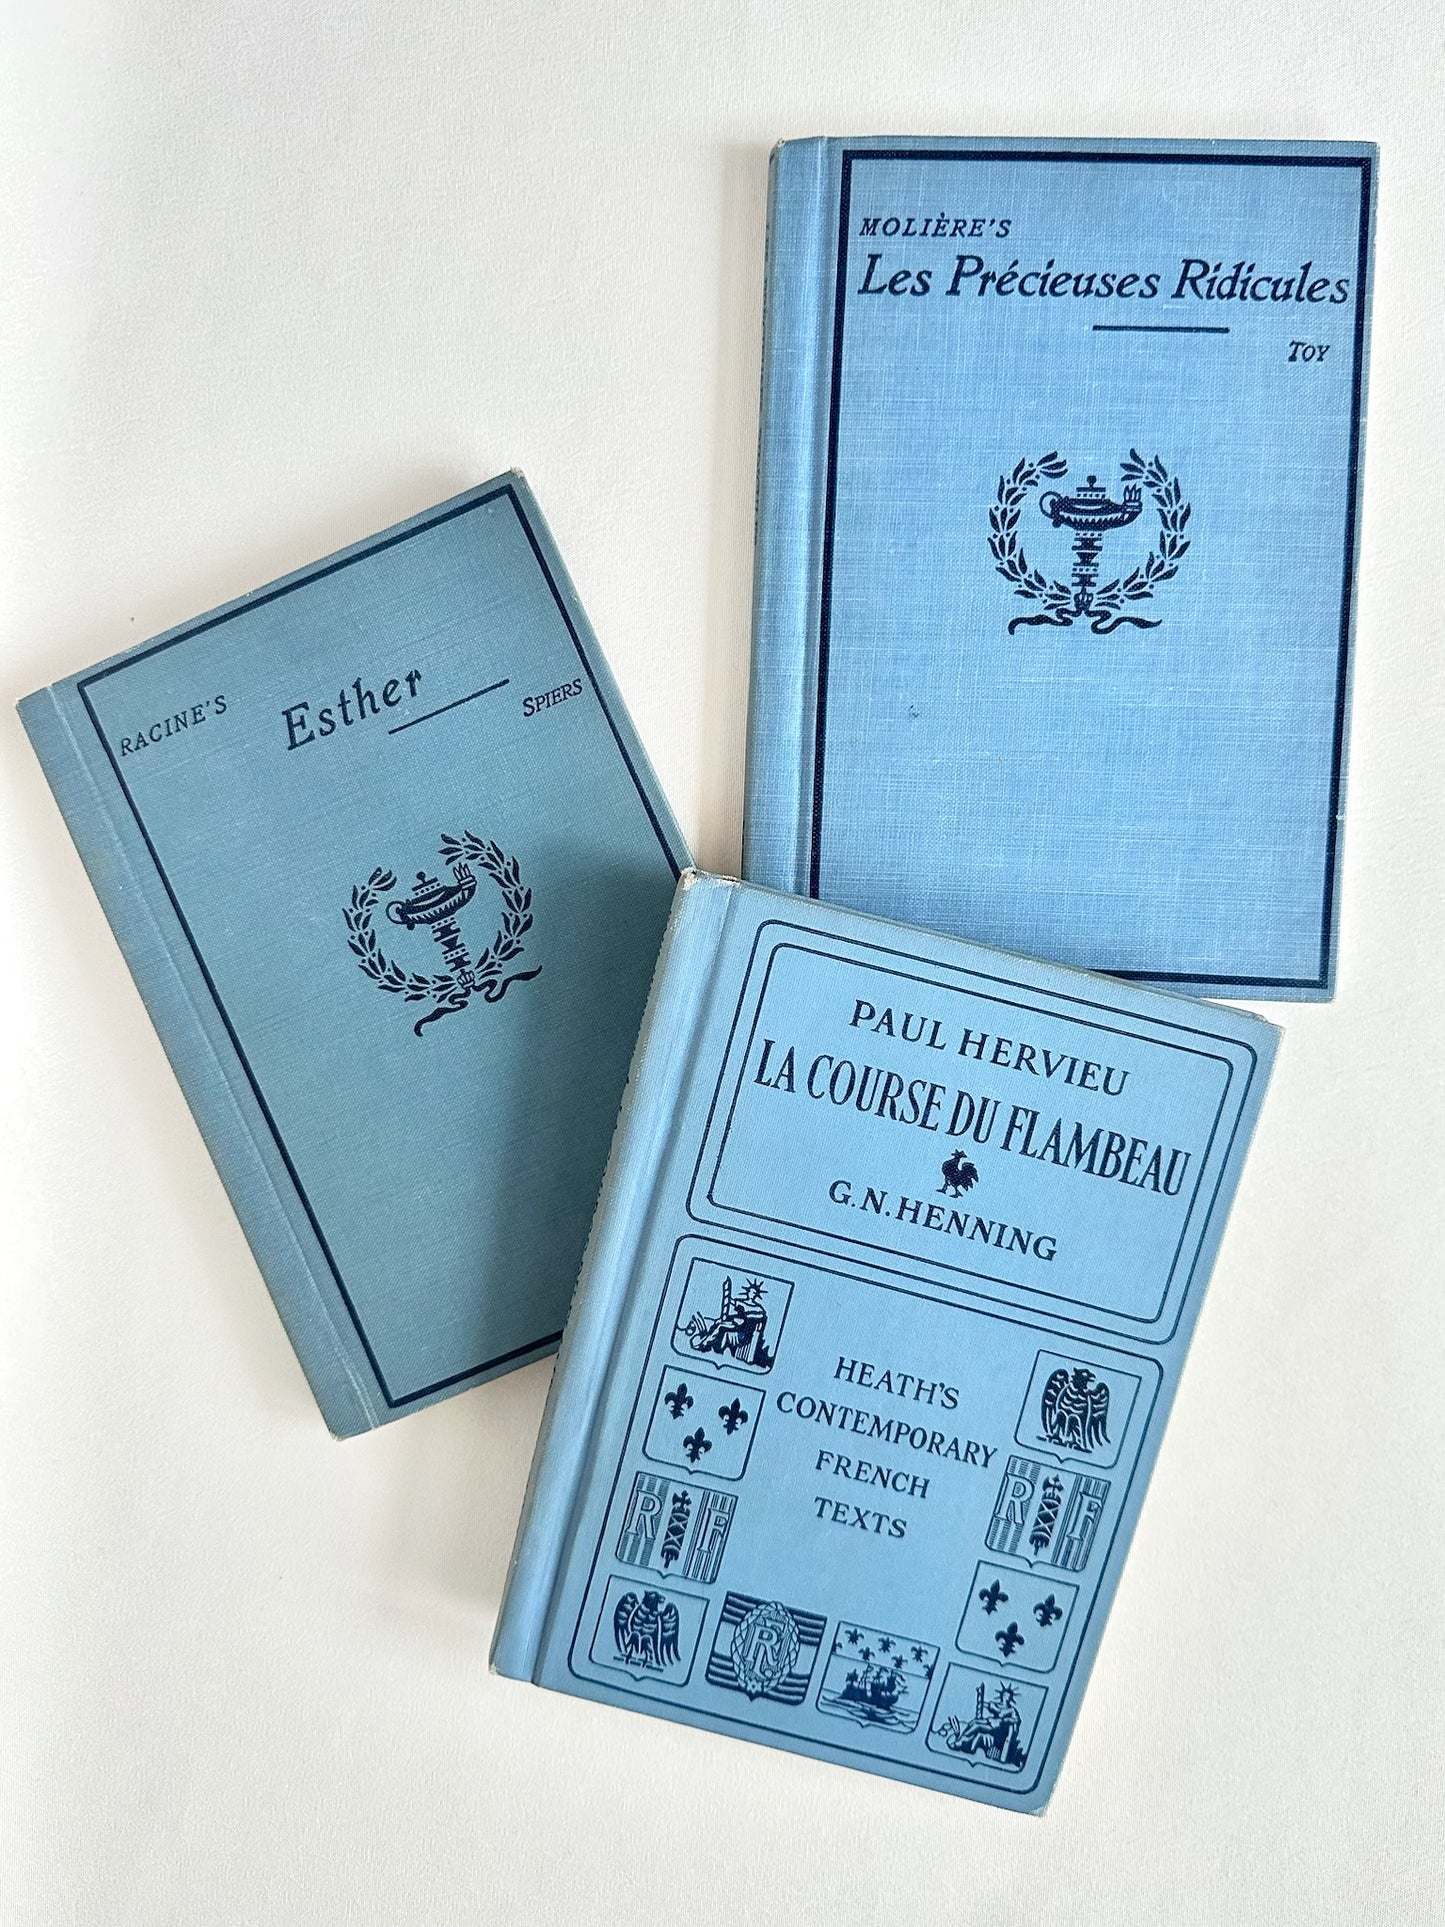 MOLIÈRE'S
Les Précieuses Ridicules
TOY
RACINE'S
Esther
SPIERS
PAUL HERVIEU
LA COURSE DU FLAMBEAU
G.N.HENNING
HEATH'S
CONTEMPORARY
FRENCH
TEXTS
R F
R F
RF